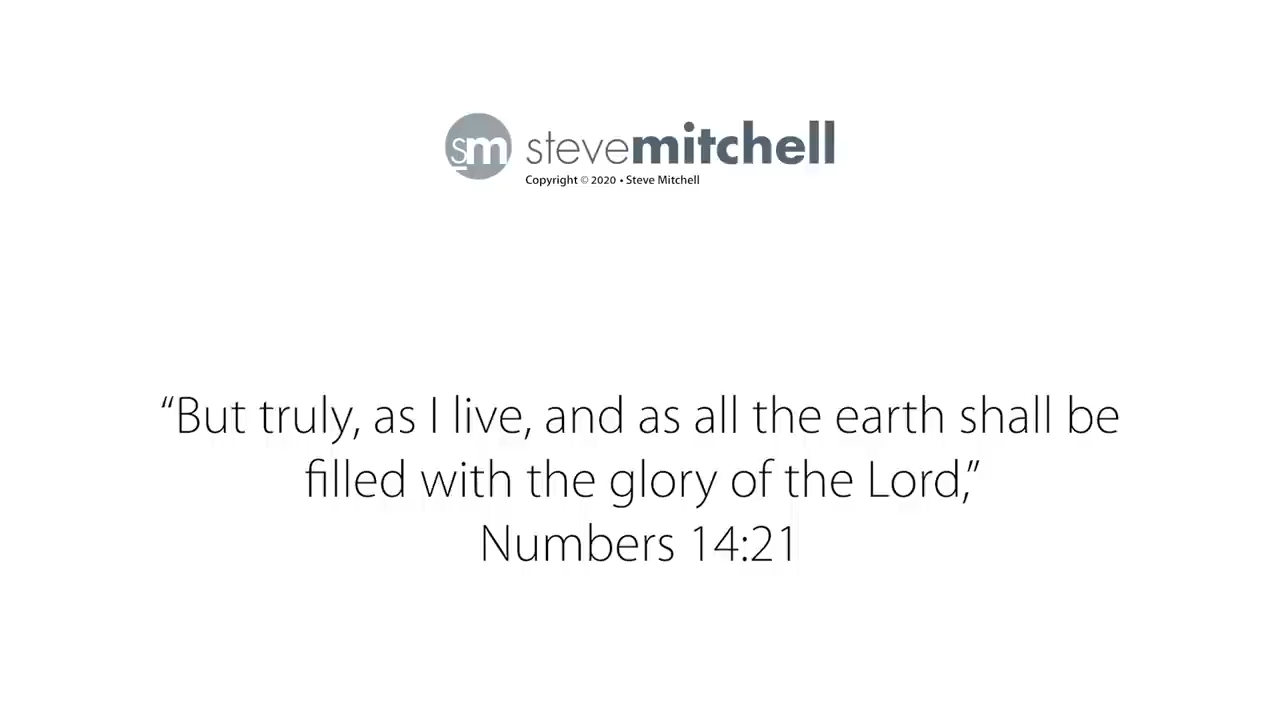 sm stevemitchell
Copyright © 2020 • Steve Mitchell
“But truly, as I live, and as all the earth shall be
filled with the glory of the Lord,”
Numbers 14:21